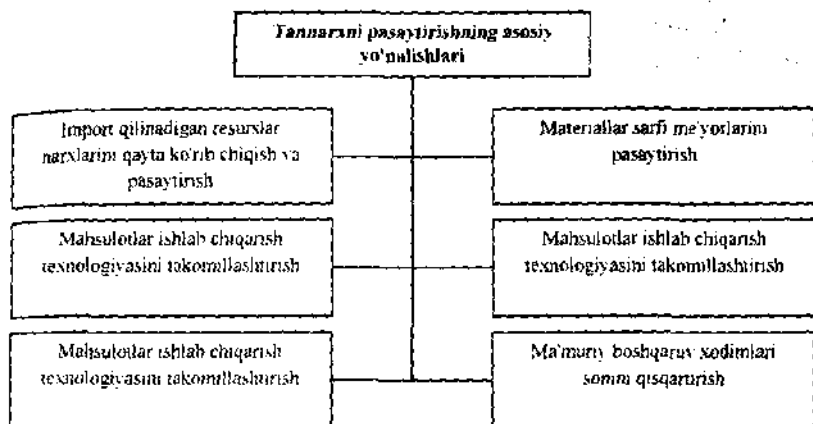 Tannarxni pasaytirishning asosiy
yo'nalishlari
Import qilinadigan resurslar
narxlarini qayta ko'rib chiqish va
pasaytirish
Materiallar sarfi me'yorlarini
pasaytirish
Mahsulotlar ishlab chiqarish
texnologiyasini takomillashtirish
Mahsulotlar ishlab chiqarish
texnologiyasini takomillashtirish
Mahsulotlar ishlab chiqarish
texnologiyasini takomillashtirish
Ma'muriy boshqaruv xodimlari
sonini qisqartirish